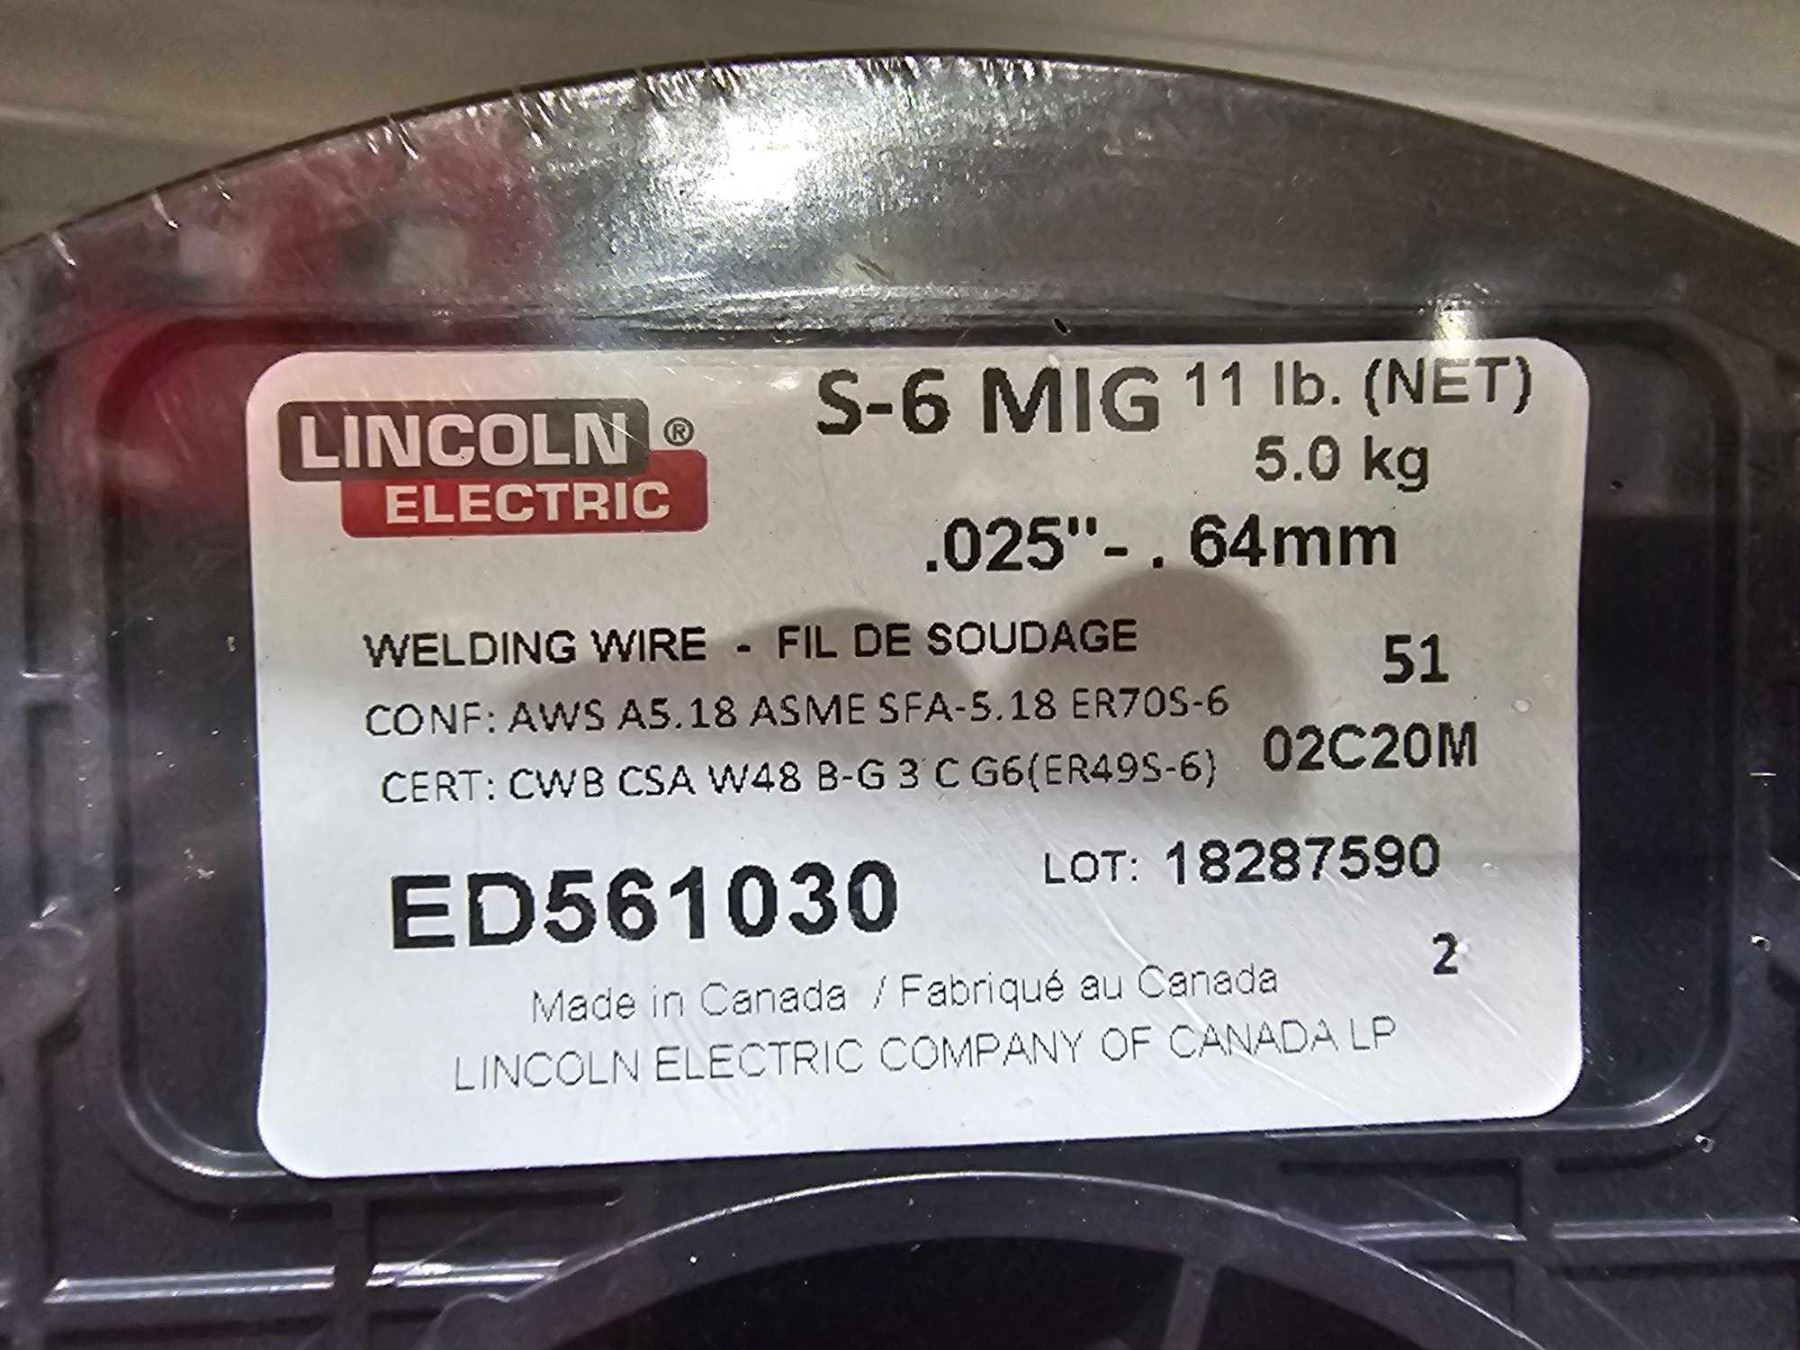 LINCOLN ®
ELECTRIC
S-6 MIG 11 lb. (NET)
5.0 kg
.025"- . 64mm
WELDING WIRE - FIL DE SOUDAGE
51
CONF: AWS A5.18 ASME SFA-5.18 ER70S-6
CERT: CWB CSA W48 B-G 3 C G6(ER49S-6)
02C20M
ED561030
LOT: 18287590
2
Made in Canada / Fabriqué au Canada
LINCOLN ELECTRIC COMPANY OF CANADA LP